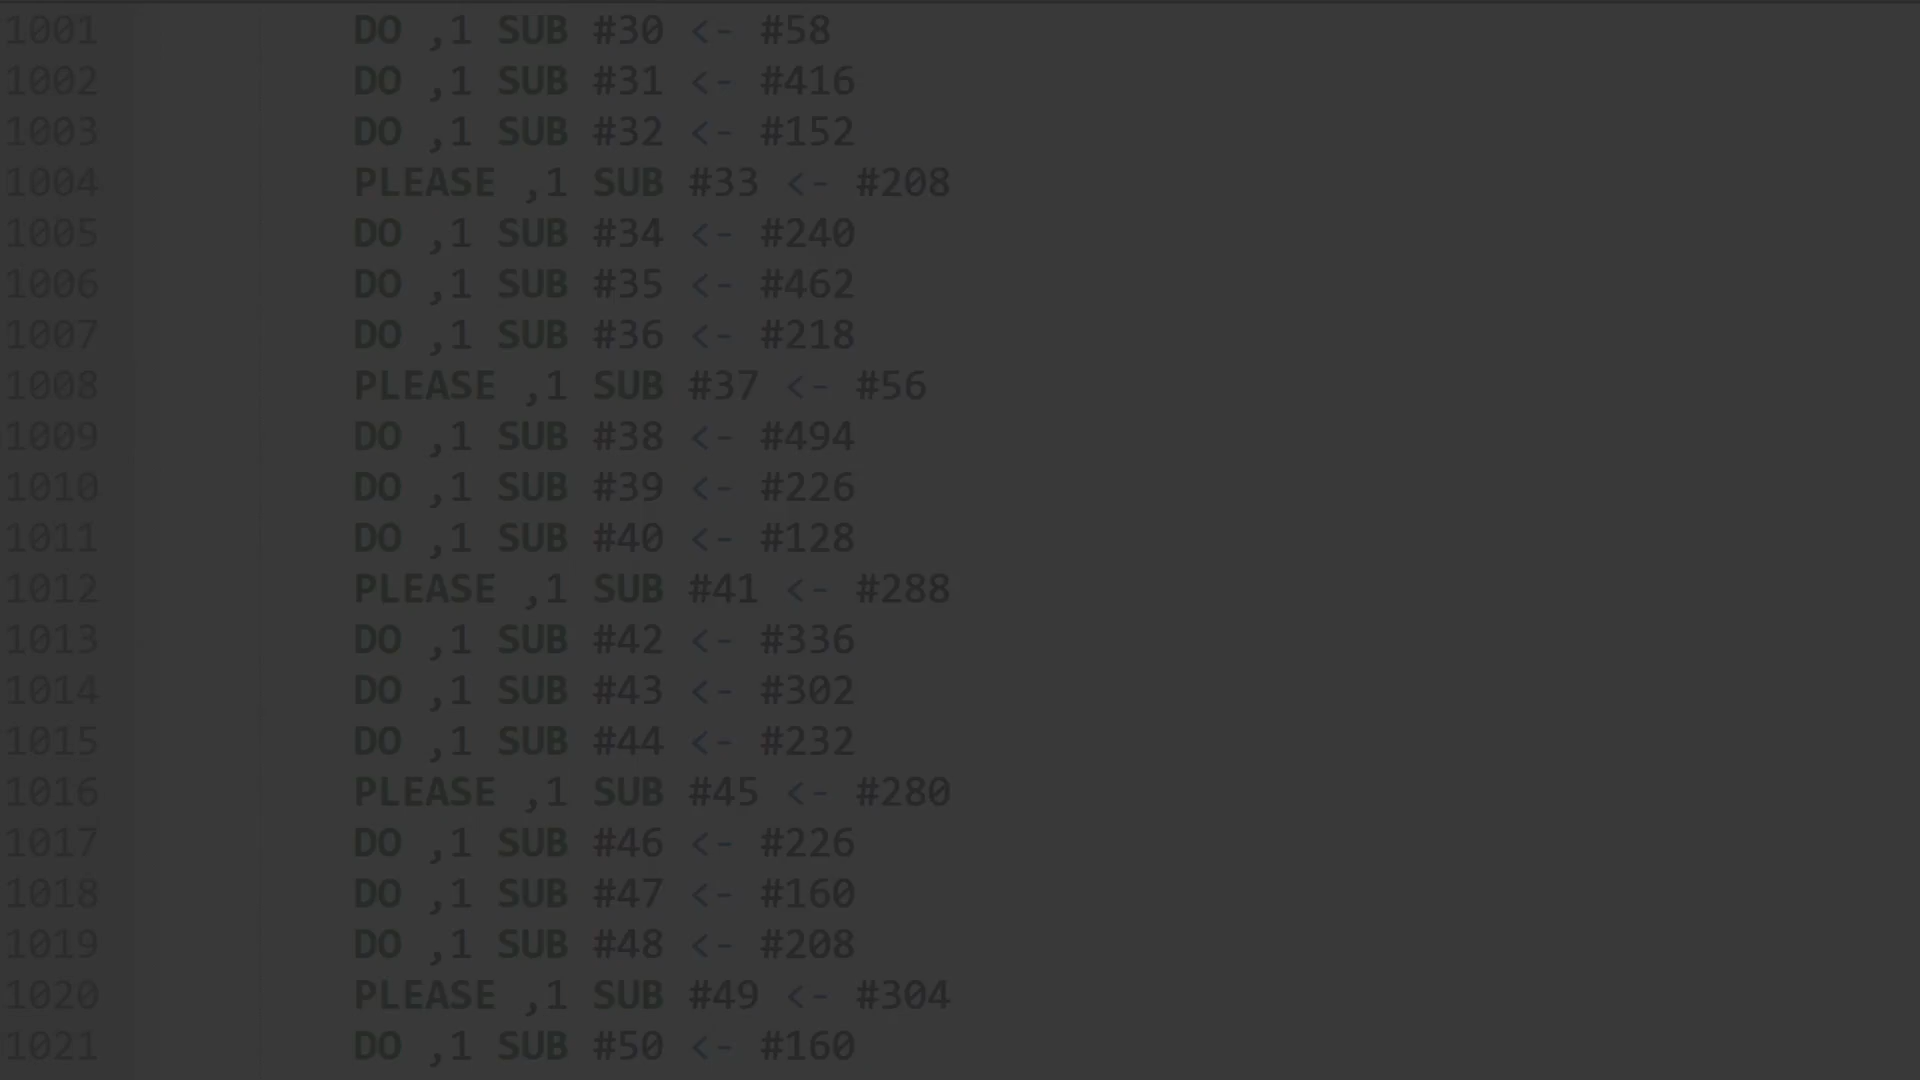 1001 DO ,1 SUB #30 <- #58
1002 DO ,1 SUB #31 <- #416
1003 DO ,1 SUB #32 <- #152
1004 PLEASE ,1 SUB #33 <- #208
1005 DO ,1 SUB #34 <- #240
1006 DO ,1 SUB #35 <- #462
1007 DO ,1 SUB #36 <- #218
1008 PLEASE ,1 SUB #37 <- #56
1009 DO ,1 SUB #38 <- #494
1010 DO ,1 SUB #39 <- #226
1011 DO ,1 SUB #40 <- #128
1012 PLEASE ,1 SUB #41 <- #288
1013 DO ,1 SUB #42 <- #336
1014 DO ,1 SUB #43 <- #302
1015 DO ,1 SUB #44 <- #232
1016 PLEASE ,1 SUB #45 <- #280
1017 DO ,1 SUB #46 <- #226
1018 DO ,1 SUB #47 <- #160
1019 DO ,1 SUB #48 <- #208
1020 PLEASE ,1 SUB #49 <- #304
1021 DO ,1 SUB #50 <- #160